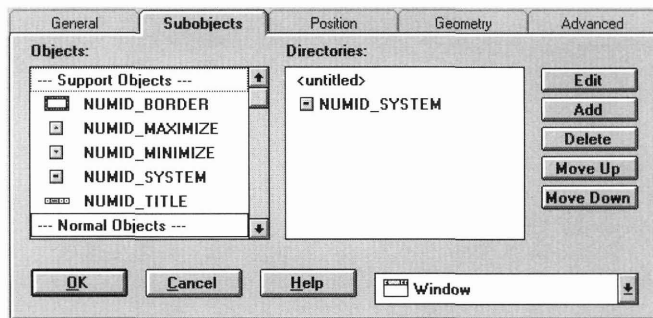 General Subobjects Position Geometry Advanced
Objects:
--- Support Objects ---
NUMID_BORDER
NUMID_MAXIMIZE
NUMID_MINIMIZE
NUMID_SYSTEM
NUMID_TITLE
--- Normal Objects ---
Directories:
<untitled>
NUMID_SYSTEM
Edit
Add
Delete
Move Up
Move Down
OK Cancel Help Window